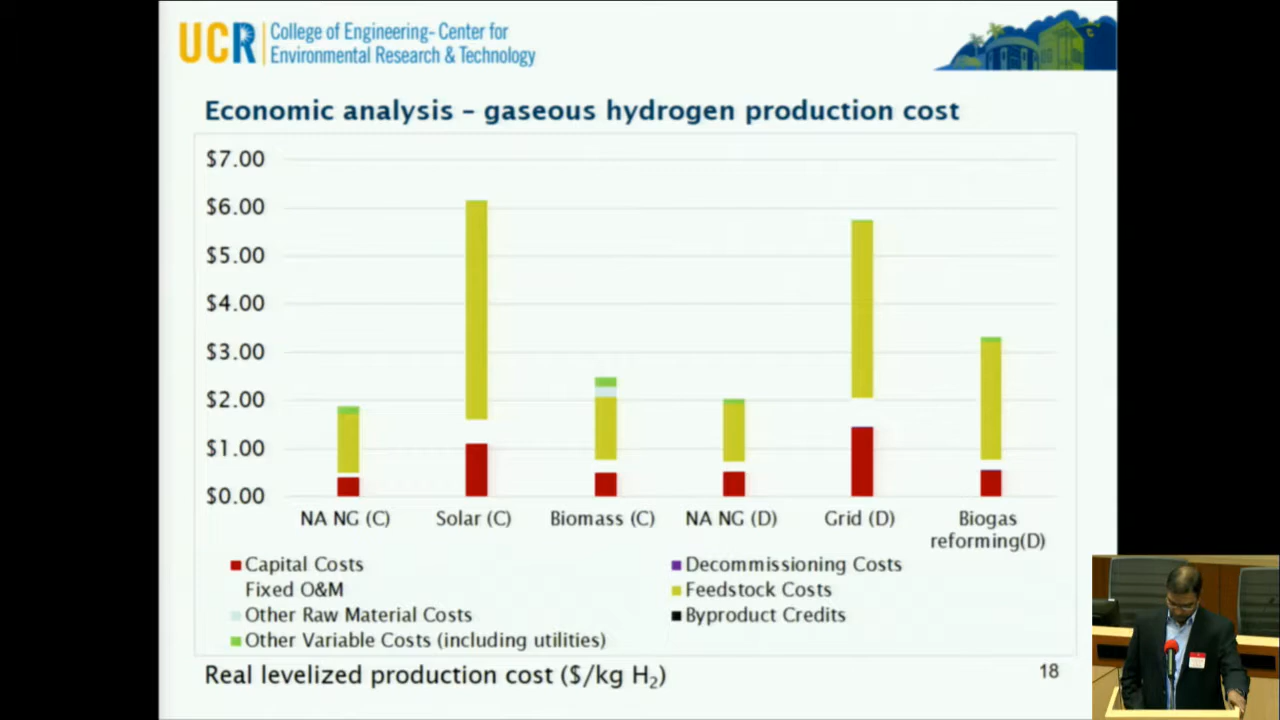 UCR
College of Engineering- Center for
Environmental Research & Technology
Economic analysis – gaseous hydrogen production cost
$7.00
$6.00
$5.00
$4.00
$3.00
$2.00
$1.00
$0.00
NA NG (C) Solar (C) Biomass (C) NA NG (D) Grid (D) Biogas
reforming(D)
Capital Costs Decommissioning Costs
Fixed O&M Feedstock Costs
Other Raw Material Costs Byproduct Credits
Other Variable Costs (including utilities)
Real levelized production cost ($/kg H₂) 18